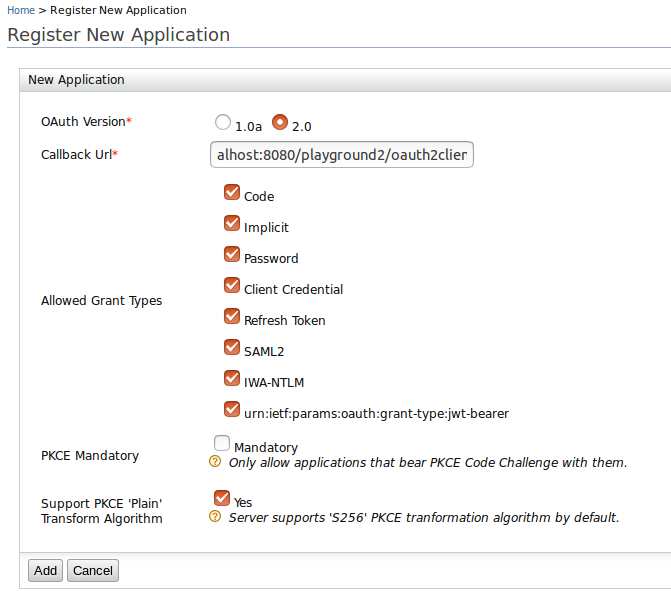 Home > Register New Application
Register New Application
New Application
OAuth Version* 1.0a 2.0
Callback Url* alhost:8080/playground2/oauth2clien
Allowed Grant Types
Code
Implicit
Password
Client Credential
Refresh Token
SAML2
IWA-NTLM
urn:ietf:params:oauth:grant-type:jwt-bearer
PKCE Mandatory
Mandatory
? Only allow applications that bear PKCE Code Challenge with them.
Support PKCE 'Plain'
Transform Algorithm
Yes
? Server supports 'S256' PKCE tranformation algorithm by default.
Add Cancel